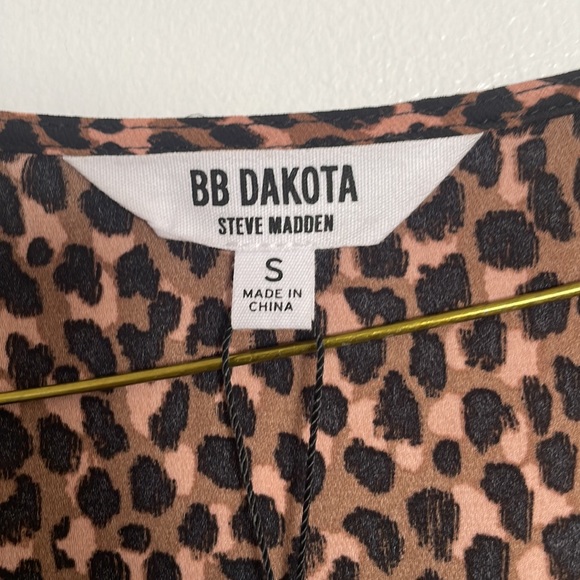 BB DAKOTA
STEVE MADDEN
S
MADE IN
CHINA